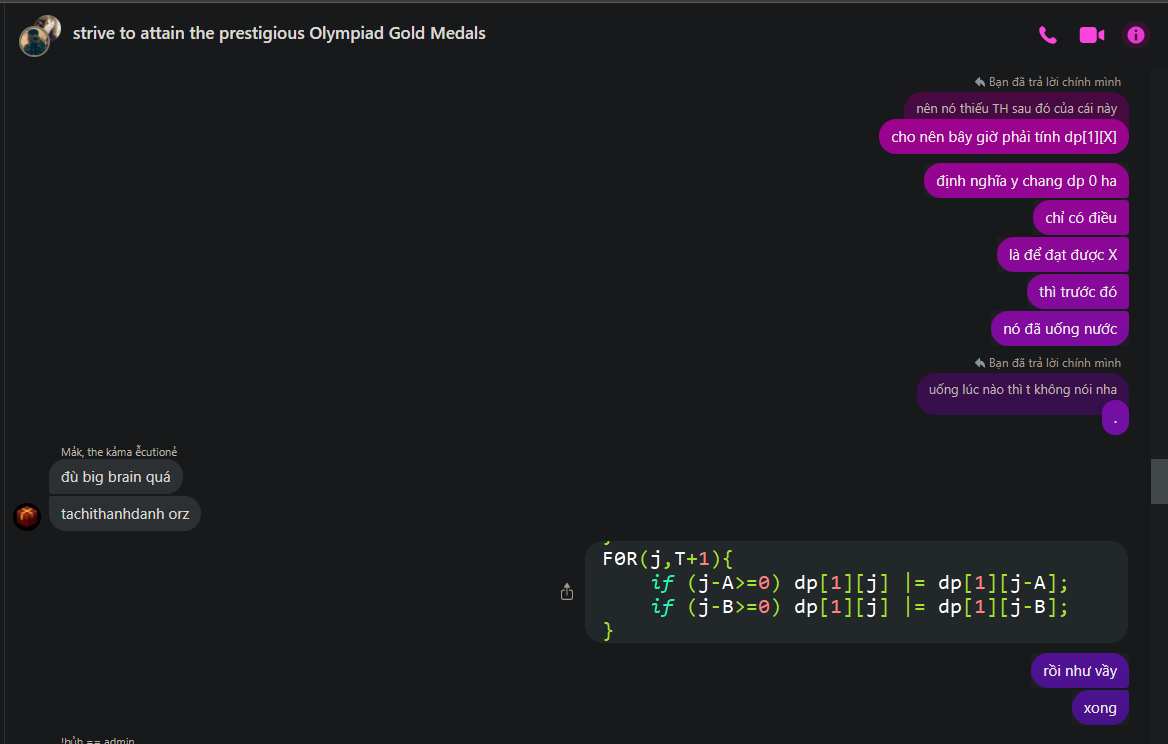 strive to attain the prestigious Olympiad Gold Medals
Bạn đã trả lời chính mình
nên nó thiếu TH sau đó của cái này
cho nên bây giờ phải tính dp[1][X]
định nghĩa y chang dp 0 ha
chỉ có điều
là để đạt được X
thì trước đó
nó đã uống nước
Bạn đã trả lời chính mình
uống lúc nào thì t không nói nha
.
Mảk, the kảma ễcutionẻ
đù big brain quá
tachithanhdanh orz
F0R(j,T+1){
if (j-A>=0) dp[1][j] |= dp[1][j-A];
if (j-B>=0) dp[1][j] |= dp[1][j-B];
}
rồi như vầy
xong
== admin